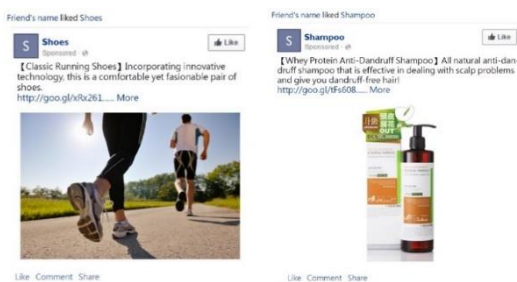 Friend's name liked Shoes
S
Shoes
Like
Sponsored ·
【Classic Running Shoes】Incorporating innovative
technology, this is a comfortable yet fasionable pair of
shoes.
http://goo.gl/xRx261...... More
Like Comment Share
Friend's name liked Shampoo
S
Shampoo
Like
Sponsored ·
【Whey Protein Anti-Dandruff Shampoo】All natural anti-dan-
druff shampoo that is effective in dealing with scalp problems
and give you dandruff-free hair!
http://goo.gl/tFs608...... More
OUT
Like Comment Share